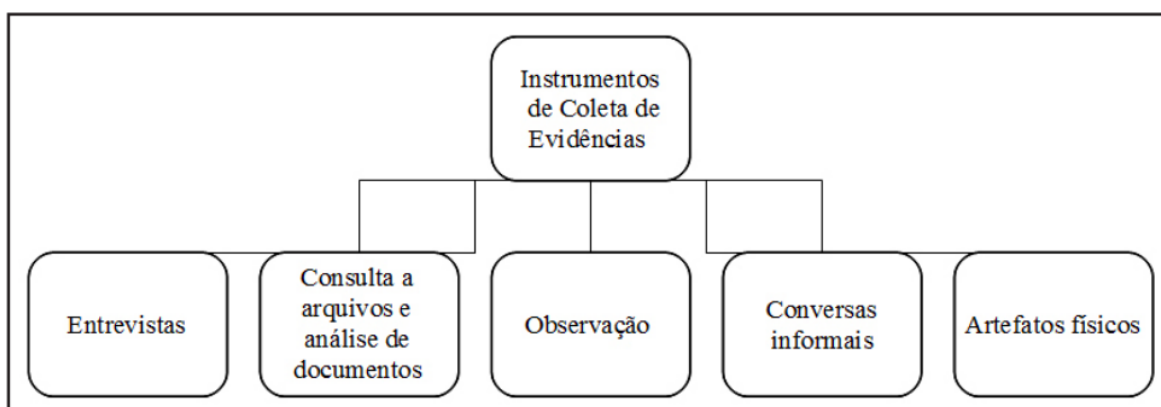 Instrumentos
de Coleta de
Evidências
Entrevistas
Consulta a
arquivos e
análise de
documentos
Observação
Conversas
informais
Artefatos físicos